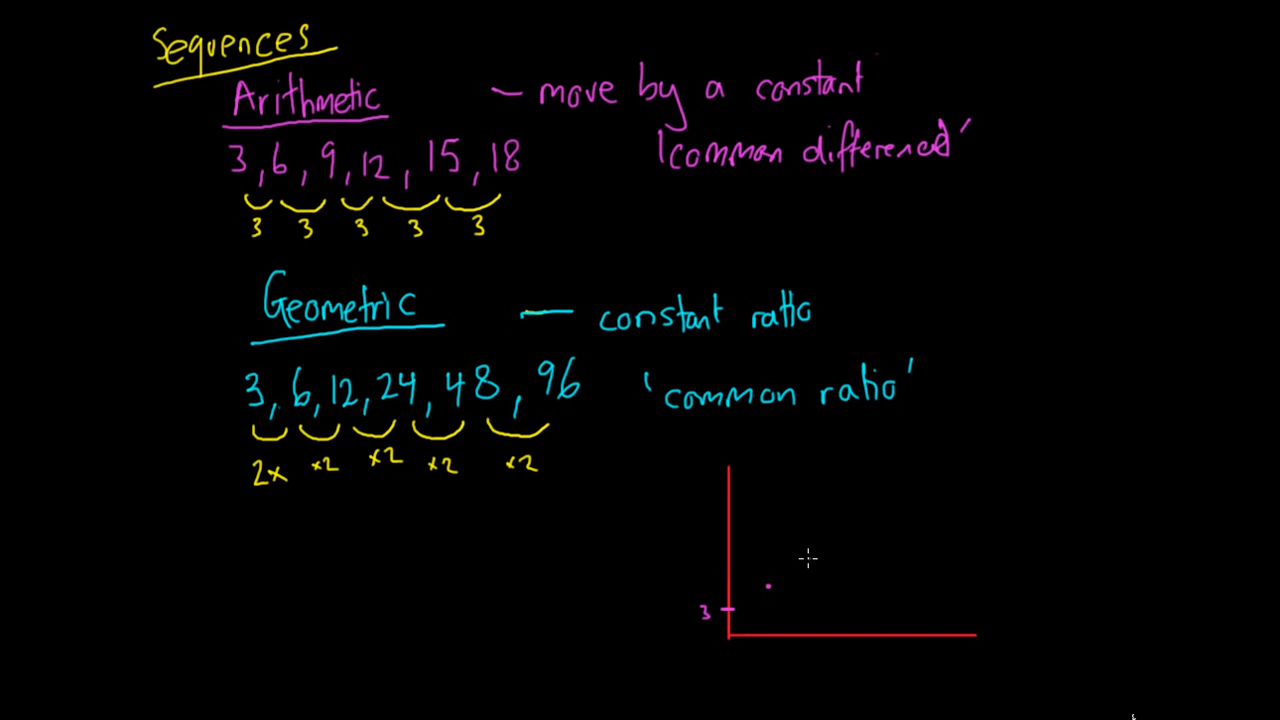 Sequences
Arithmetic — move by a constant
'common differenced'
3, 6, 9, 12, 15, 18
3 3 3 3 3
Geometric — constant ratio
3, 6, 12, 24, 48, 96 'common ratio'
2x x2 x2 x2 x2
3